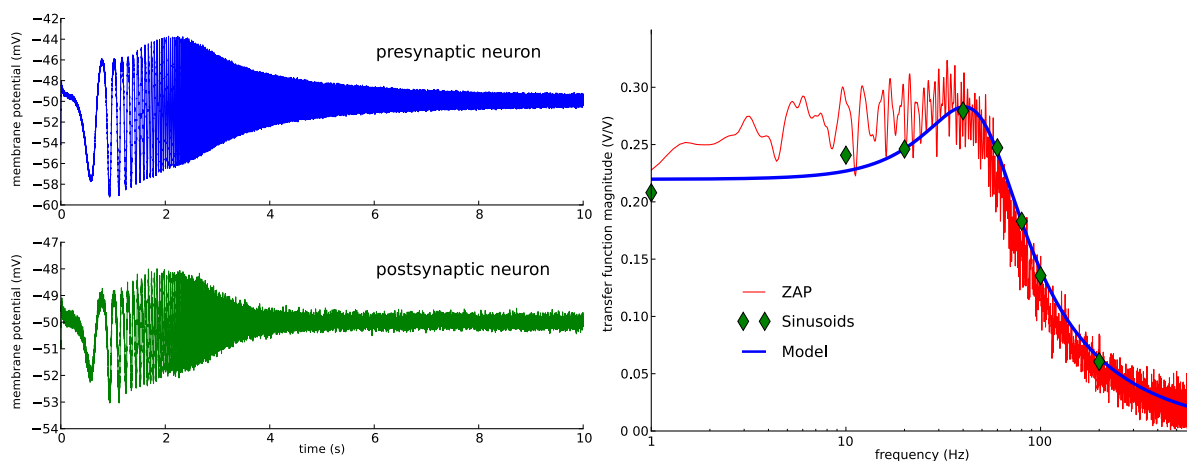 −42
−44
−46
−48
−50
−52
−54
−56
−58
−60
membrane potential (mV)
presynaptic neuron
0 2 4 6 8 10
−47
−48
−49
−50
−51
−52
−53
−54
membrane potential (mV)
postsynaptic neuron
0 2 4 6 8 10
time (s)
0.30
0.25
0.20
0.15
0.10
0.05
0 00
transfer function magnitude (V/V)
ZAP
Sinusoids
Model
1 10 100
frequency (Hz)